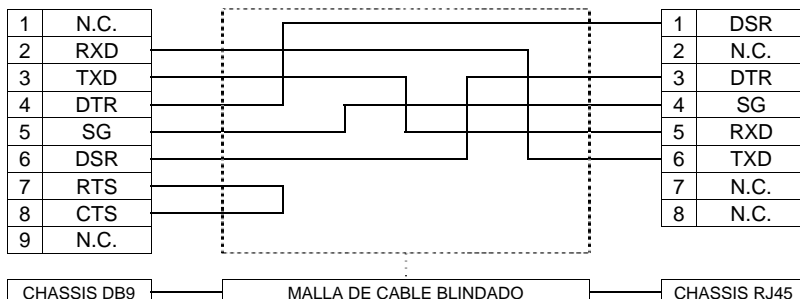 1 N.C. 1 DSR
2 RXD 2 N.C.
3 TXD 3 DTR
4 DTR 4 SG
5 SG 5 RXD
6 DSR 6 TXD
7 RTS 7 N.C.
8 CTS 8 N.C.
9 N.C.
CHASSIS DB9 MALLA DE CABLE BLINDADO CHASSIS RJ45